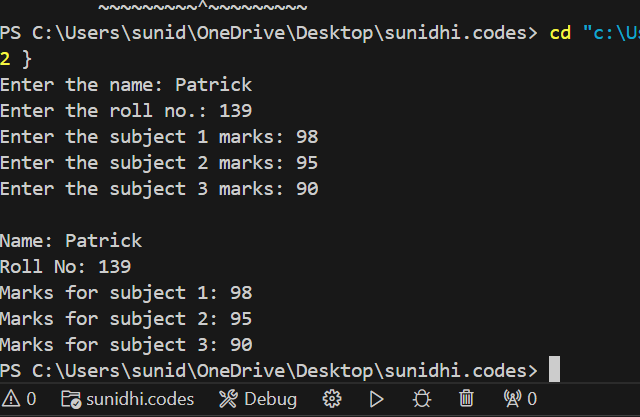 ~~~~~~~~~^~~~~~~~~~
PS C:\Users\sunid\OneDrive\Desktop\sunidhi.codes> cd "c:\Us
2 }
Enter the name: Patrick
Enter the roll no.: 139
Enter the subject 1 marks: 98
Enter the subject 2 marks: 95
Enter the subject 3 marks: 90
Name: Patrick
Roll No: 139
Marks for subject 1: 98
Marks for subject 2: 95
Marks for subject 3: 90
PS C:\Users\sunid\OneDrive\Desktop\sunidhi.codes>
0 sunidhi.codes Debug 0